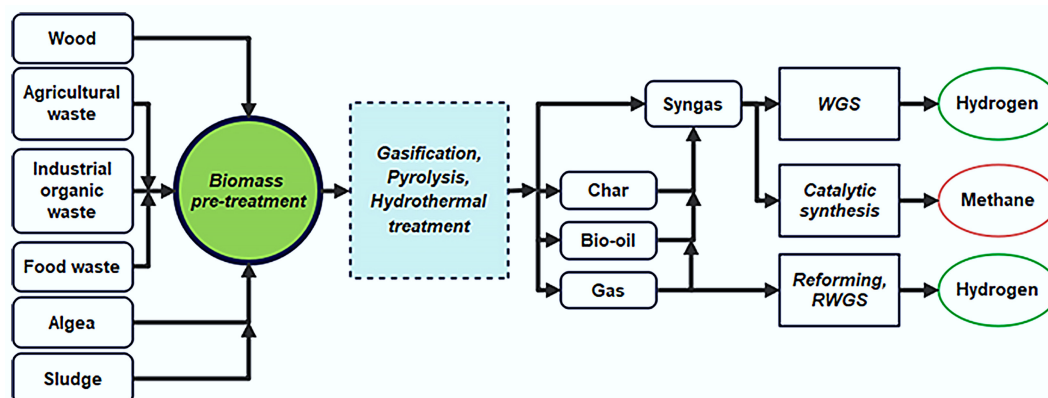 Wood
Agricultural
waste
Industrial
organic
waste
Food waste
Algea
Sludge
Biomass
pre-treatment
Gasification,
Pyrolysis,
Hydrothermal
treatment
Syngas
Char
Bio-oil
Gas
WGS
Catalytic
synthesis
Reforming,
RWGS
Hydrogen
Methane
Hydrogen